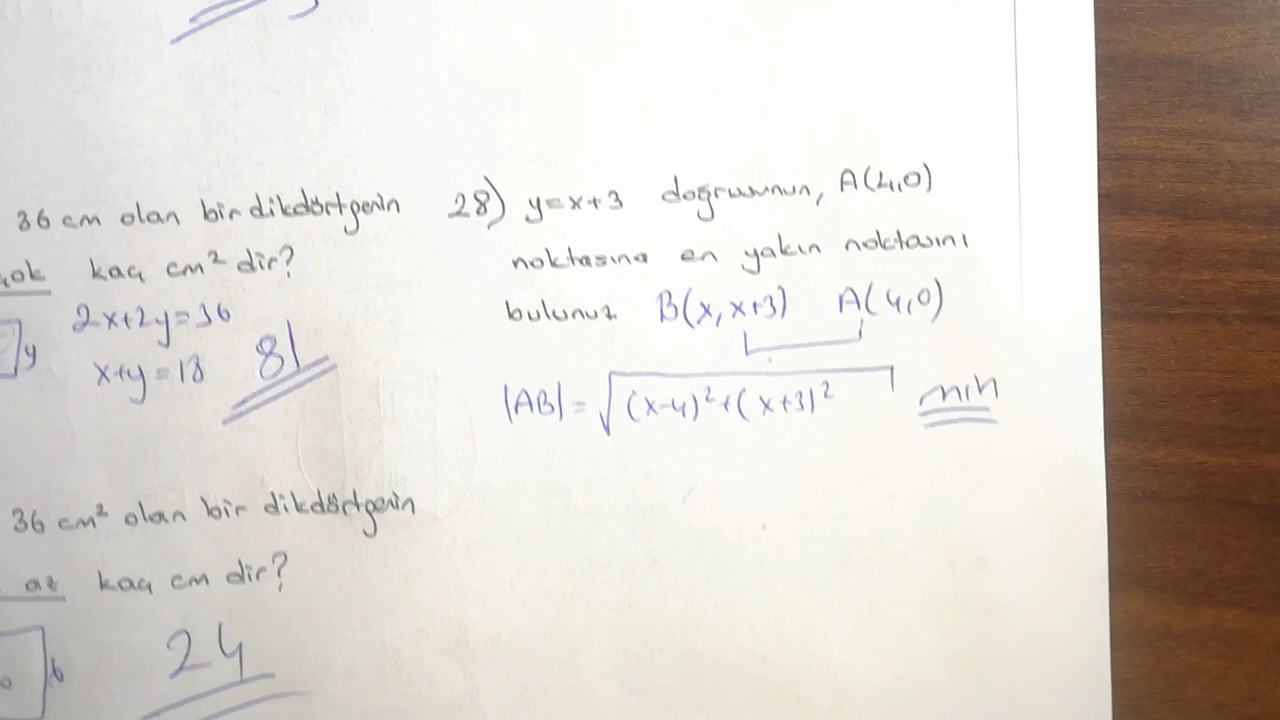 36 cm olan bir dikdörtgenin
kaç cm² dir?
2x+2y=36
y
x+y=18
81
36 cm² olan bir dikdörtgenin
az kaç cm dir?
b
24
28) y=x+3 doğrusunun, A(4,0)
noktasına en yakın noktasını
bulunuz B(x, x+3) A(4,0)
|AB| = √(x-4)²+(x+3)² min